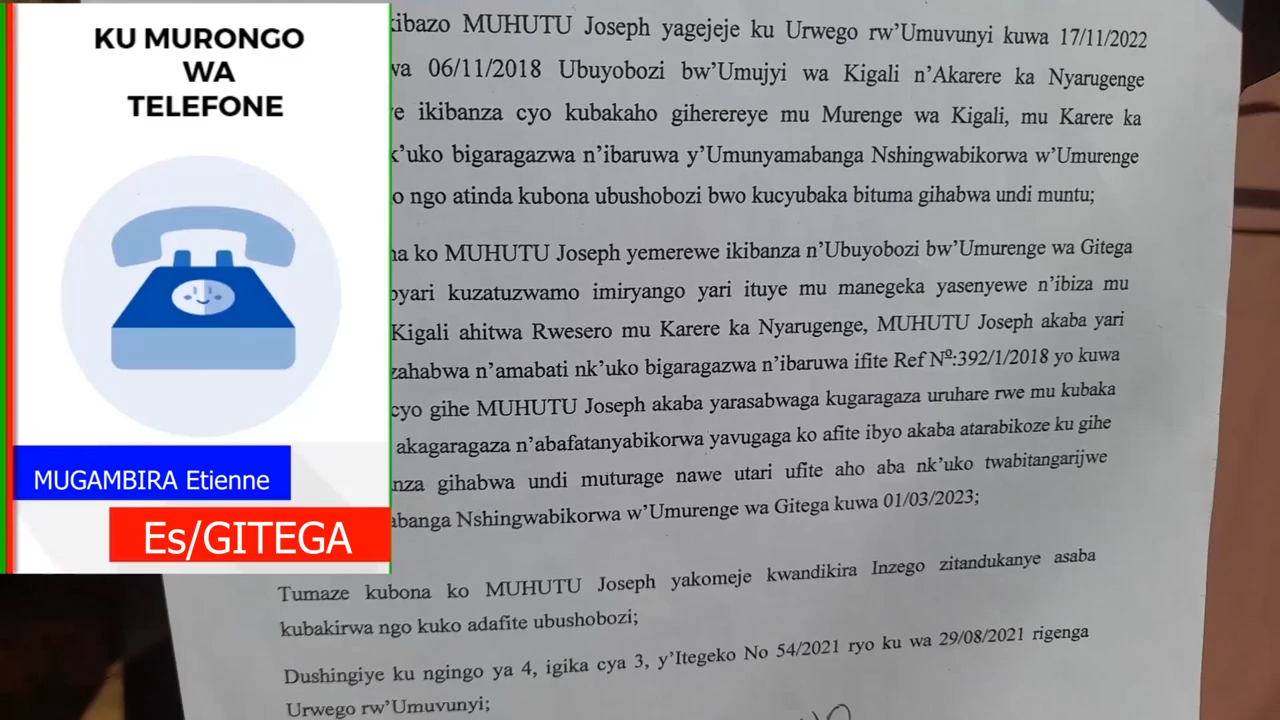 KU MURONGO
WA
TELEFONE
MUGAMBIRA Etienne
Es/GITEGA
MUHUTU Joseph yagejeje ku Urwego rw'Umuvunyi kuwa 17/11/2022
06/11/2018 Ubuyobozi bw'Umujyi wa Kigali n'Akarere ka Nyarugenge
ikibanza cyo kubakaho giherereye mu Murenge wa Kigali, mu Karere ka
k'uko bigaragazwa n'ibaruwa y'Umunyamabanga Nshingwabikorwa w'Umurenge
o ngo atinda kubona ubushobozi bwo kucyubaka bituma gihabwa undi muntu;
ko MUHUTU Joseph yemerewe ikibanza n'Ubuyobozi bw'Umurenge wa Gitega
kuzatuzwamo imiryango yari ituye mu manegeka yasenyewe n'ibiza mu
Kigali ahitwa Rwesero mu Karere ka Nyarugenge, MUHUTU Joseph akaba yari
zahabwa n'amabati nk'uko bigaragazwa n'ibaruwa ifite Ref Nº:392/1/2018 yo kuwa
cyo gihe MUHUTU Joseph akaba yarasabwaga kugaragaza uruhare rwe mu kubaka
akagaragaza n'abafatanyabikorwa yavugaga ko afite ibyo akaba atarabikoze ku gihe
nza gihabwa undi muturage nawe utari ufite aho aba nk'uko twabitangarijwe
abanga Nshingwabikorwa w'Umurenge wa Gitega kuwa 01/03/2023;
Tumaze kubona ko MUHUTU Joseph yakomeje kwandikira Inzego zitandukanye asaba
kubakirwa ngo kuko adafite ubushobozi;
Dushingiye ku ngingo ya 4, igika cya 3, y'Itegeko No 54/2021 ryo ku wa 29/08/2021 rigenga
Urwego rw'Umuvunyi;